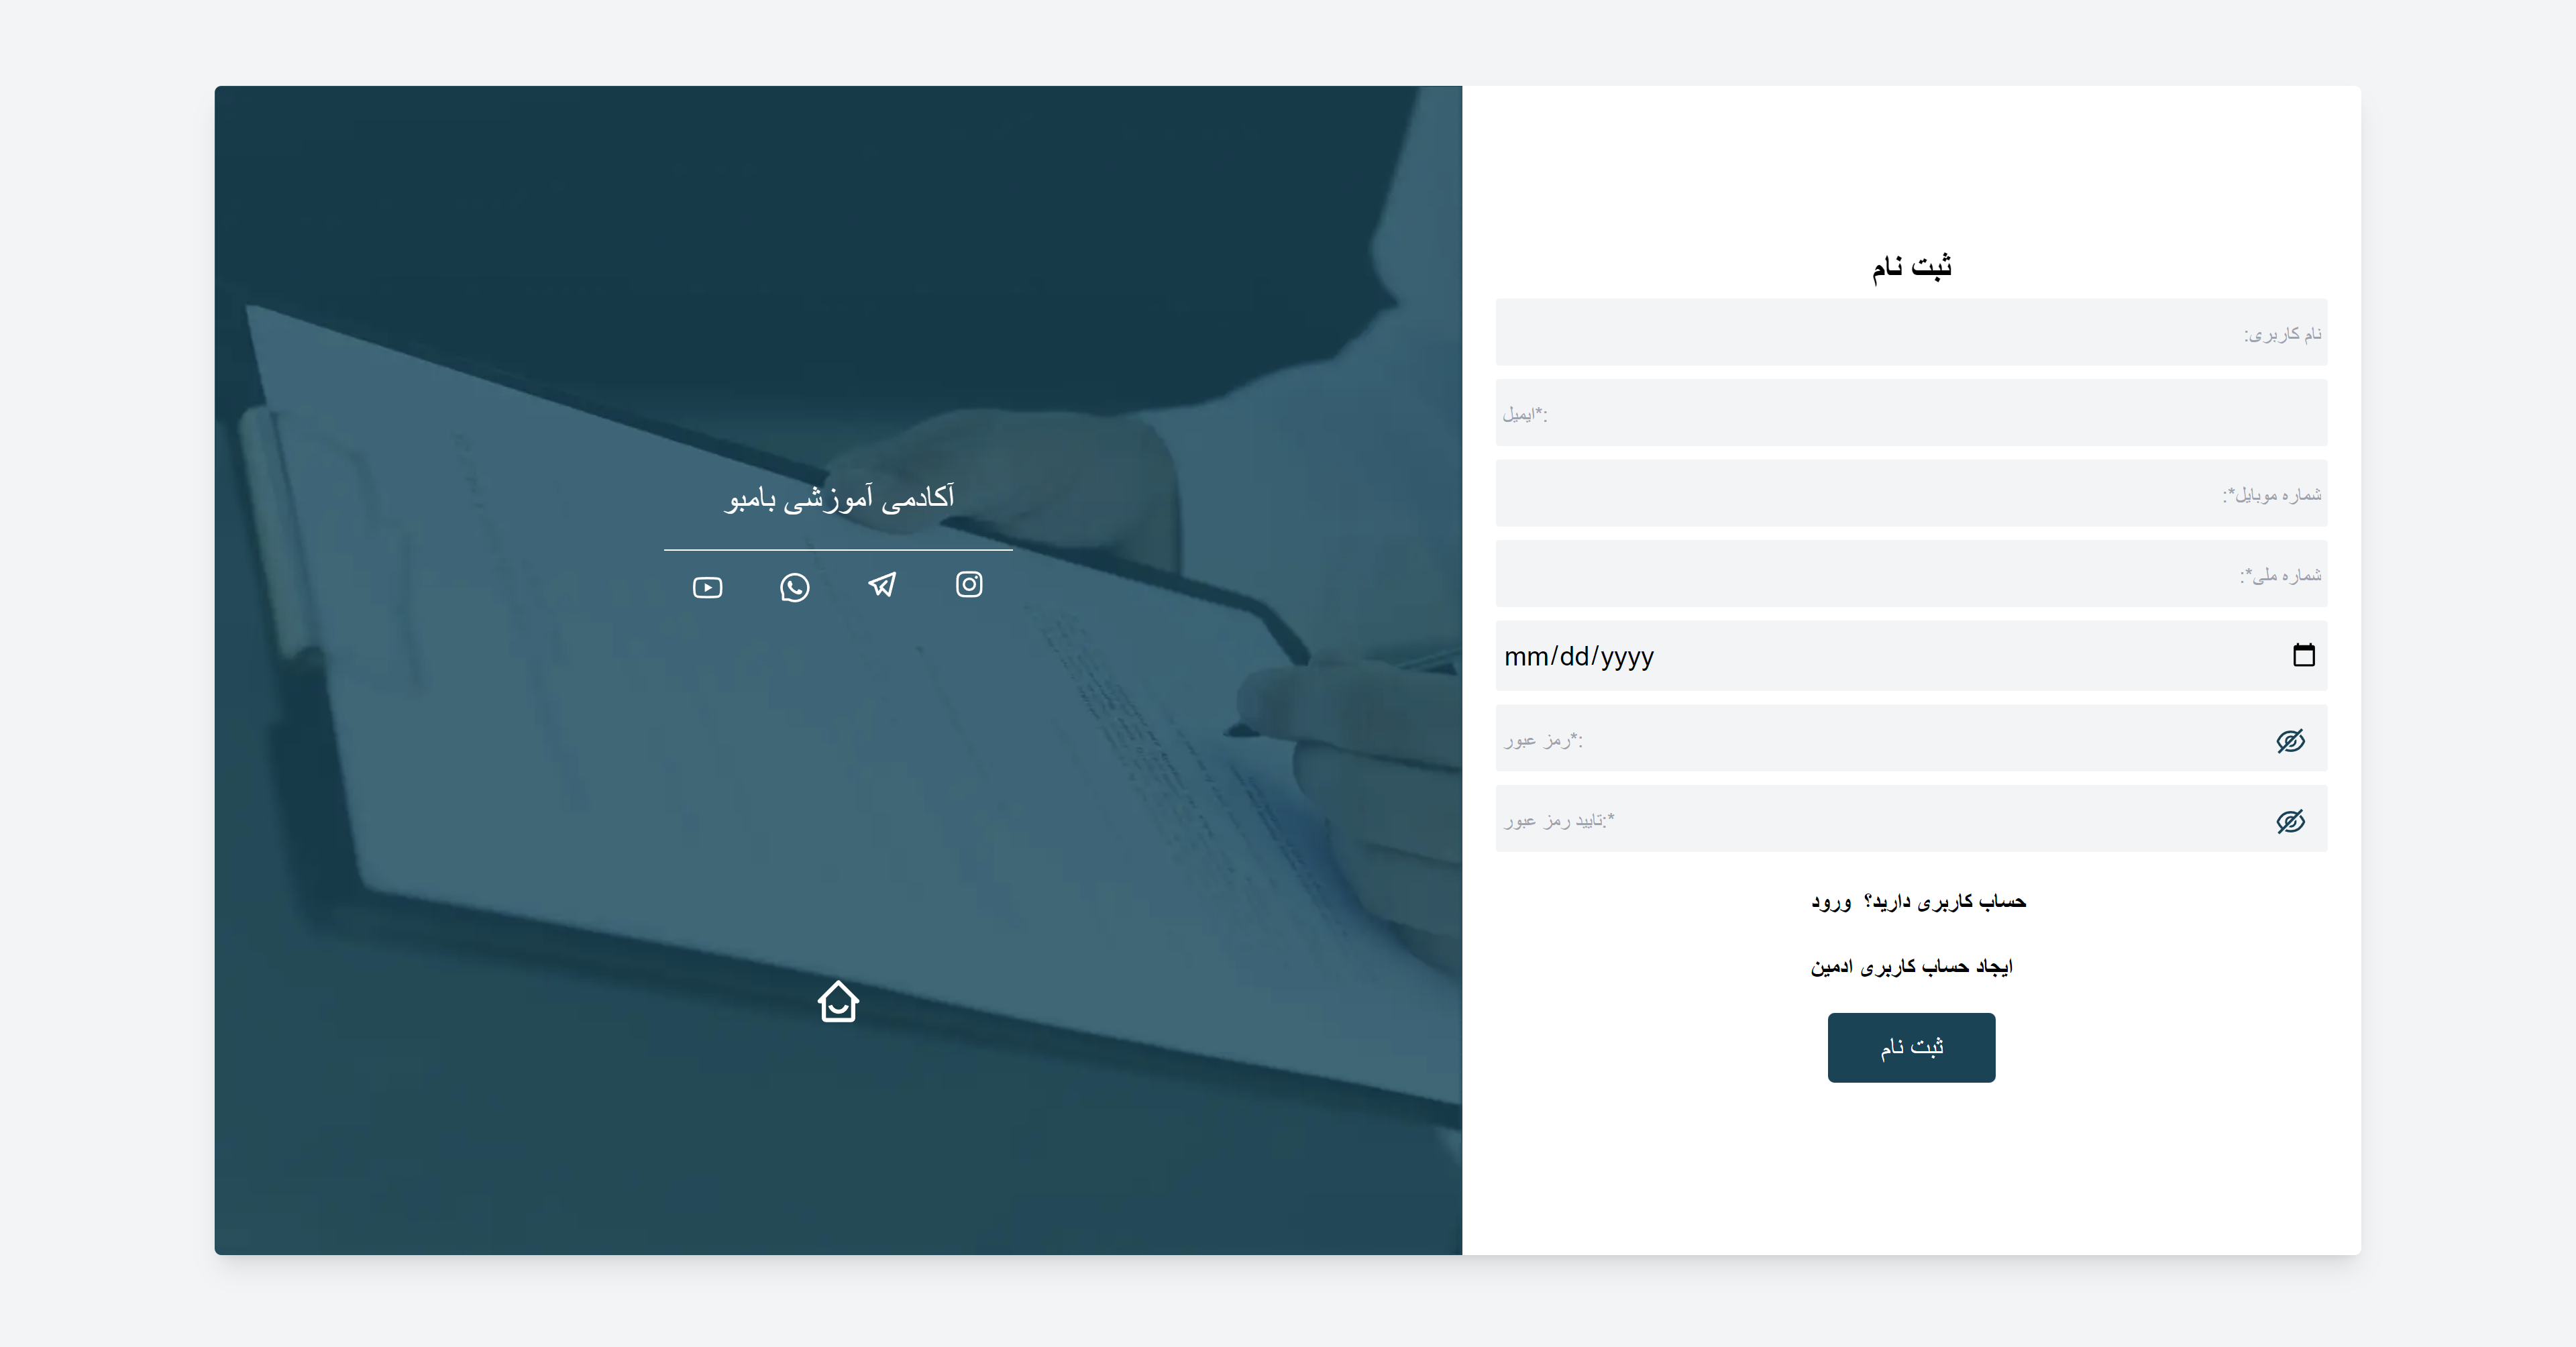 ثبت نام
نام کاربری:
ایمیل*:
شماره موبایل*:
شماره ملی*:
mm/dd/yyyy
رمز عبور*:
تایید رمز عبور:*
حساب کاربری دارید؟ ورود
ایجاد حساب کاربری ادمین
ثبت نام
آکادمی آموزشی بامبو